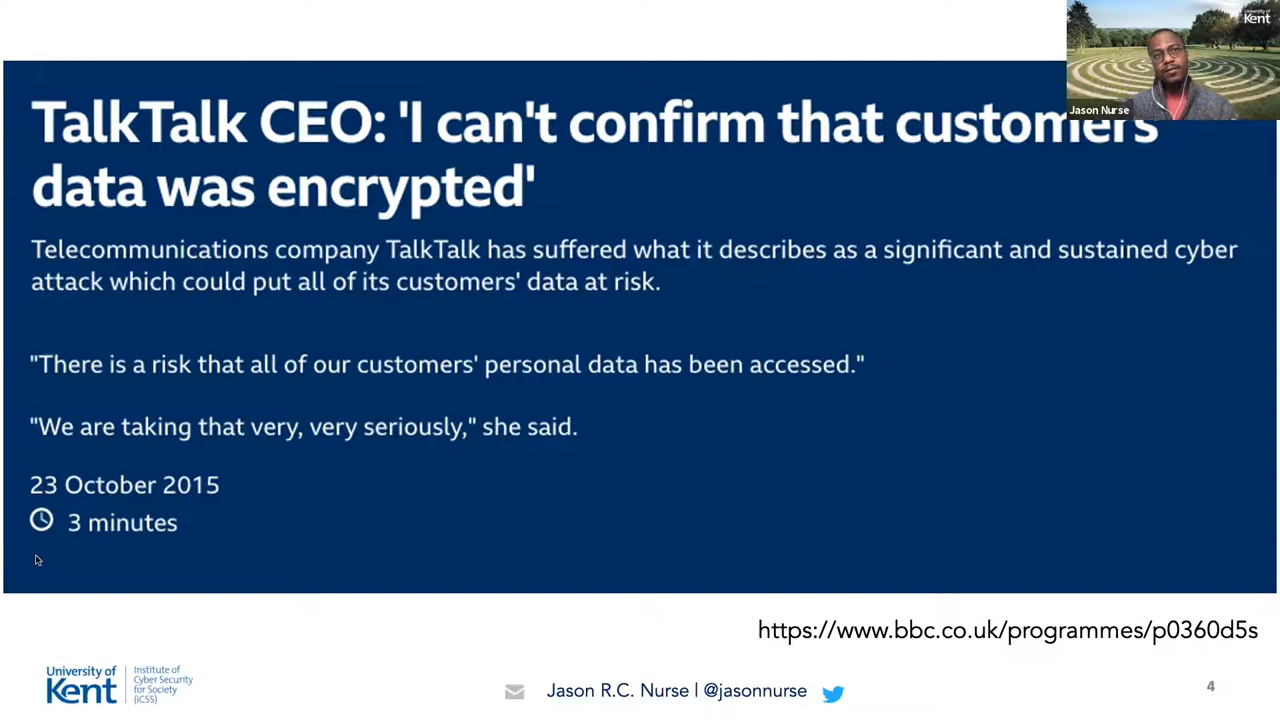 University of
Kent
Jason Nurse
TalkTalk CEO: 'I can't confirm that customers'
data was encrypted'
Telecommunications company TalkTalk has suffered what it describes as a significant and sustained cyber
attack which could put all of its customers' data at risk.
"There is a risk that all of our customers' personal data has been accessed."
"We are taking that very, very seriously," she said.
23 October 2015
3 minutes
https://www.bbc.co.uk/programmes/p0360d5s
University of
Kent
Institute of
Cyber Security
for Society
(iCSS)
Jason R.C. Nurse | @jasonnurse
4